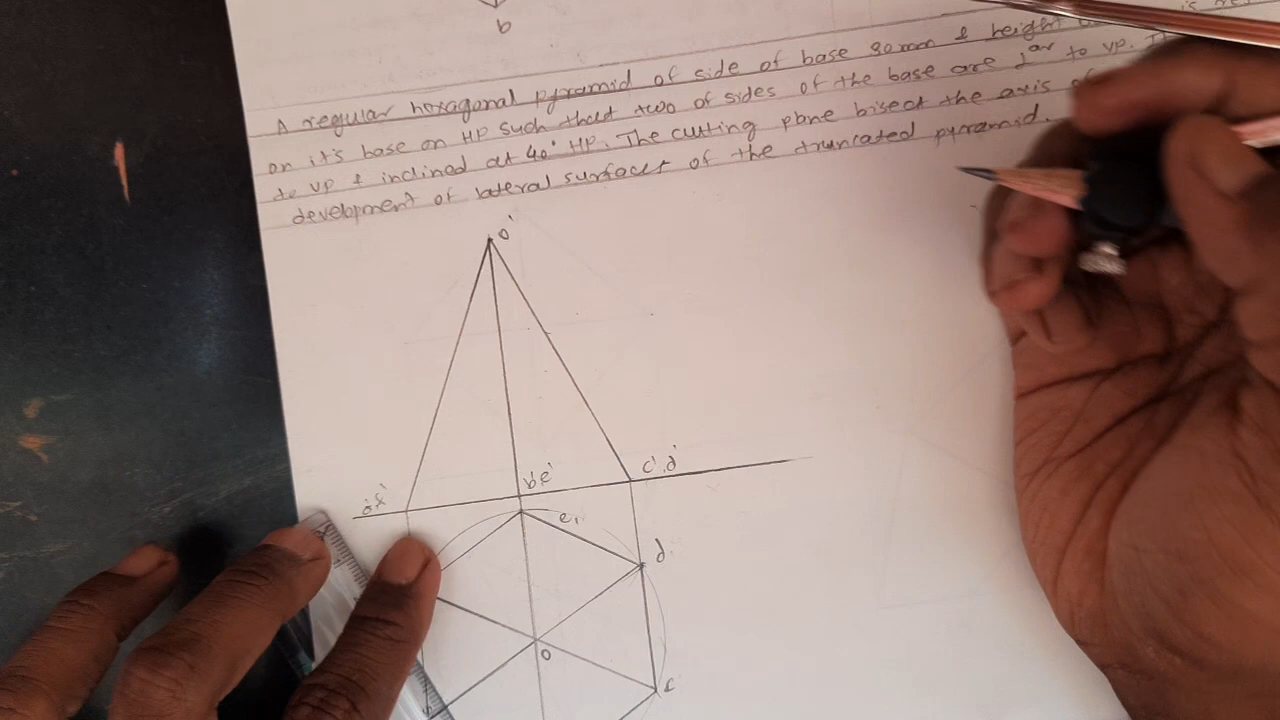 b
A regular hexagonal pyramid of side of base 30mm & height
on it's base on HP such that two of sides of the base are ⊥ar to VP.
to VP & inclined at 40° HP. The cutting plane bisect the axis of
development of lateral surfaces of the truncated pyramid.
o'
b'e'
c',d'
a'f'
e,
d
o
c